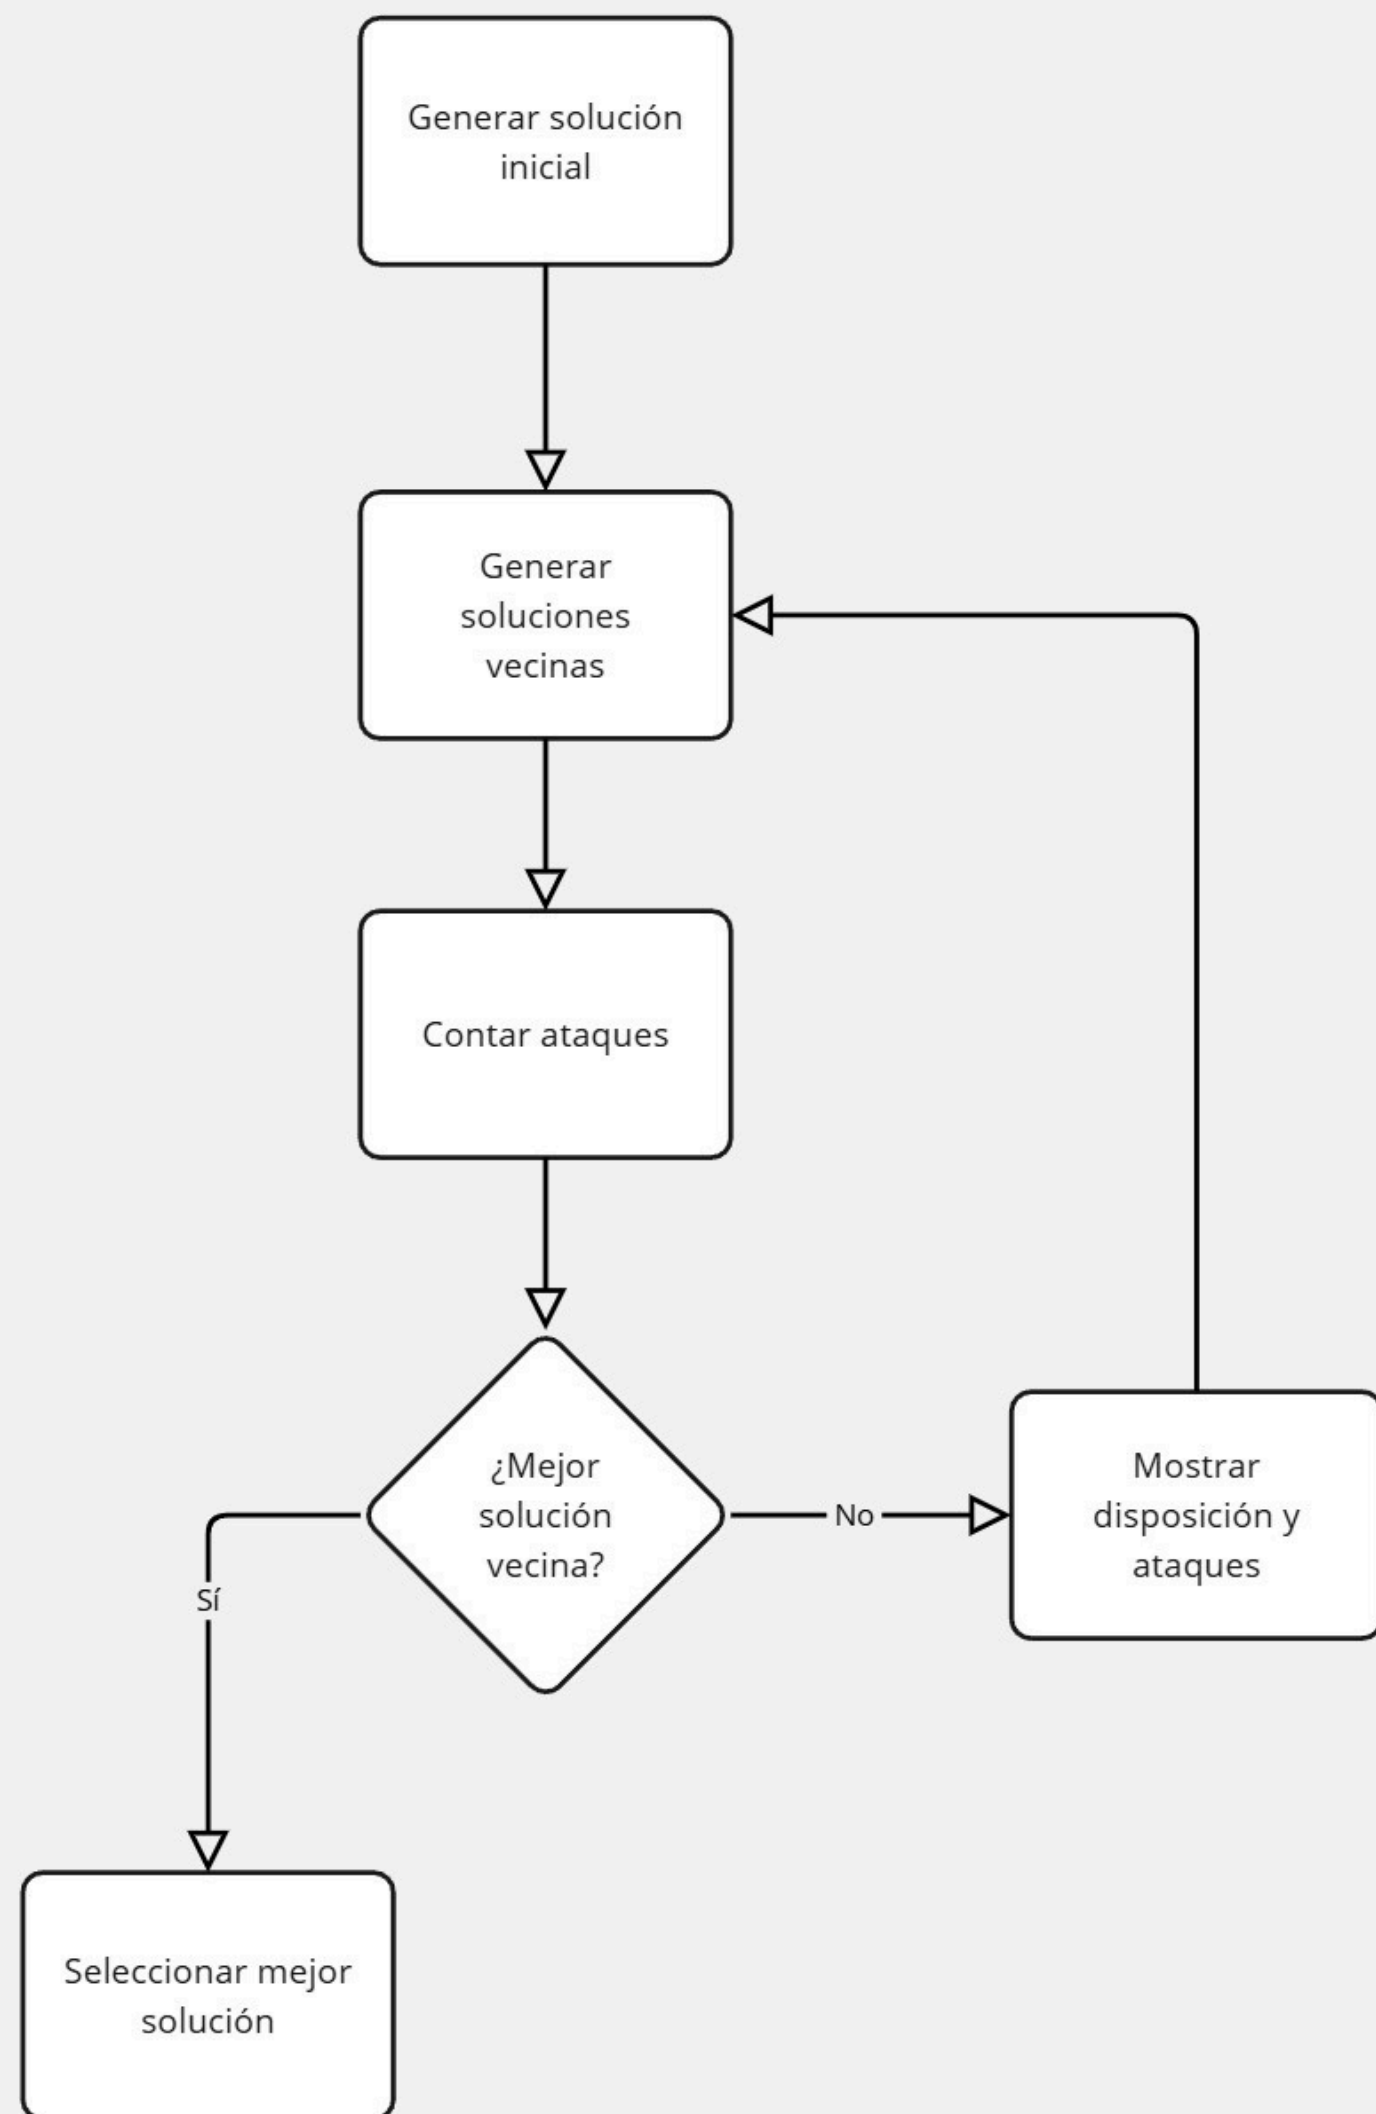 Generar solución
inicial
Generar
soluciones
vecinas
Contar ataques
¿Mejor
solución
vecina?
No
Mostrar
disposición y
ataques
Sí
Seleccionar mejor
solución